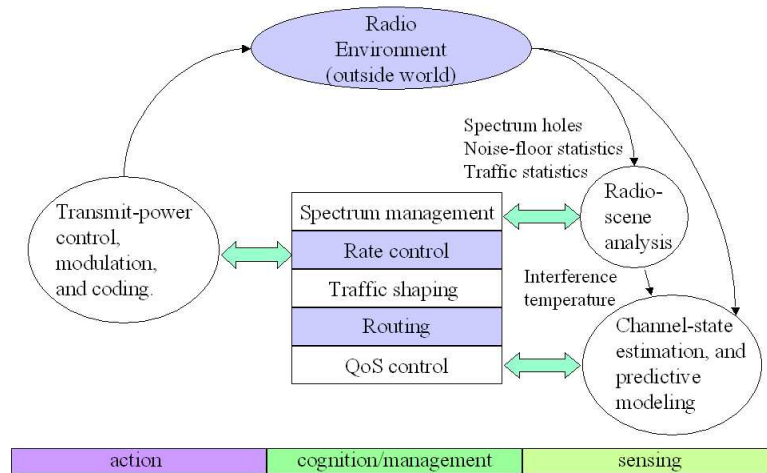 Radio
Environment
(outside world)
Spectrum holes
Noise-floor statistics
Traffic statistics
Transmit-power
control,
modulation,
and coding.
Spectrum management
Rate control
Traffic shaping
Routing
QoS control
Radio-
scene
analysis
Interference
temperature
Channel-state
estimation, and
predictive
modeling
action
cognition/management
sensing